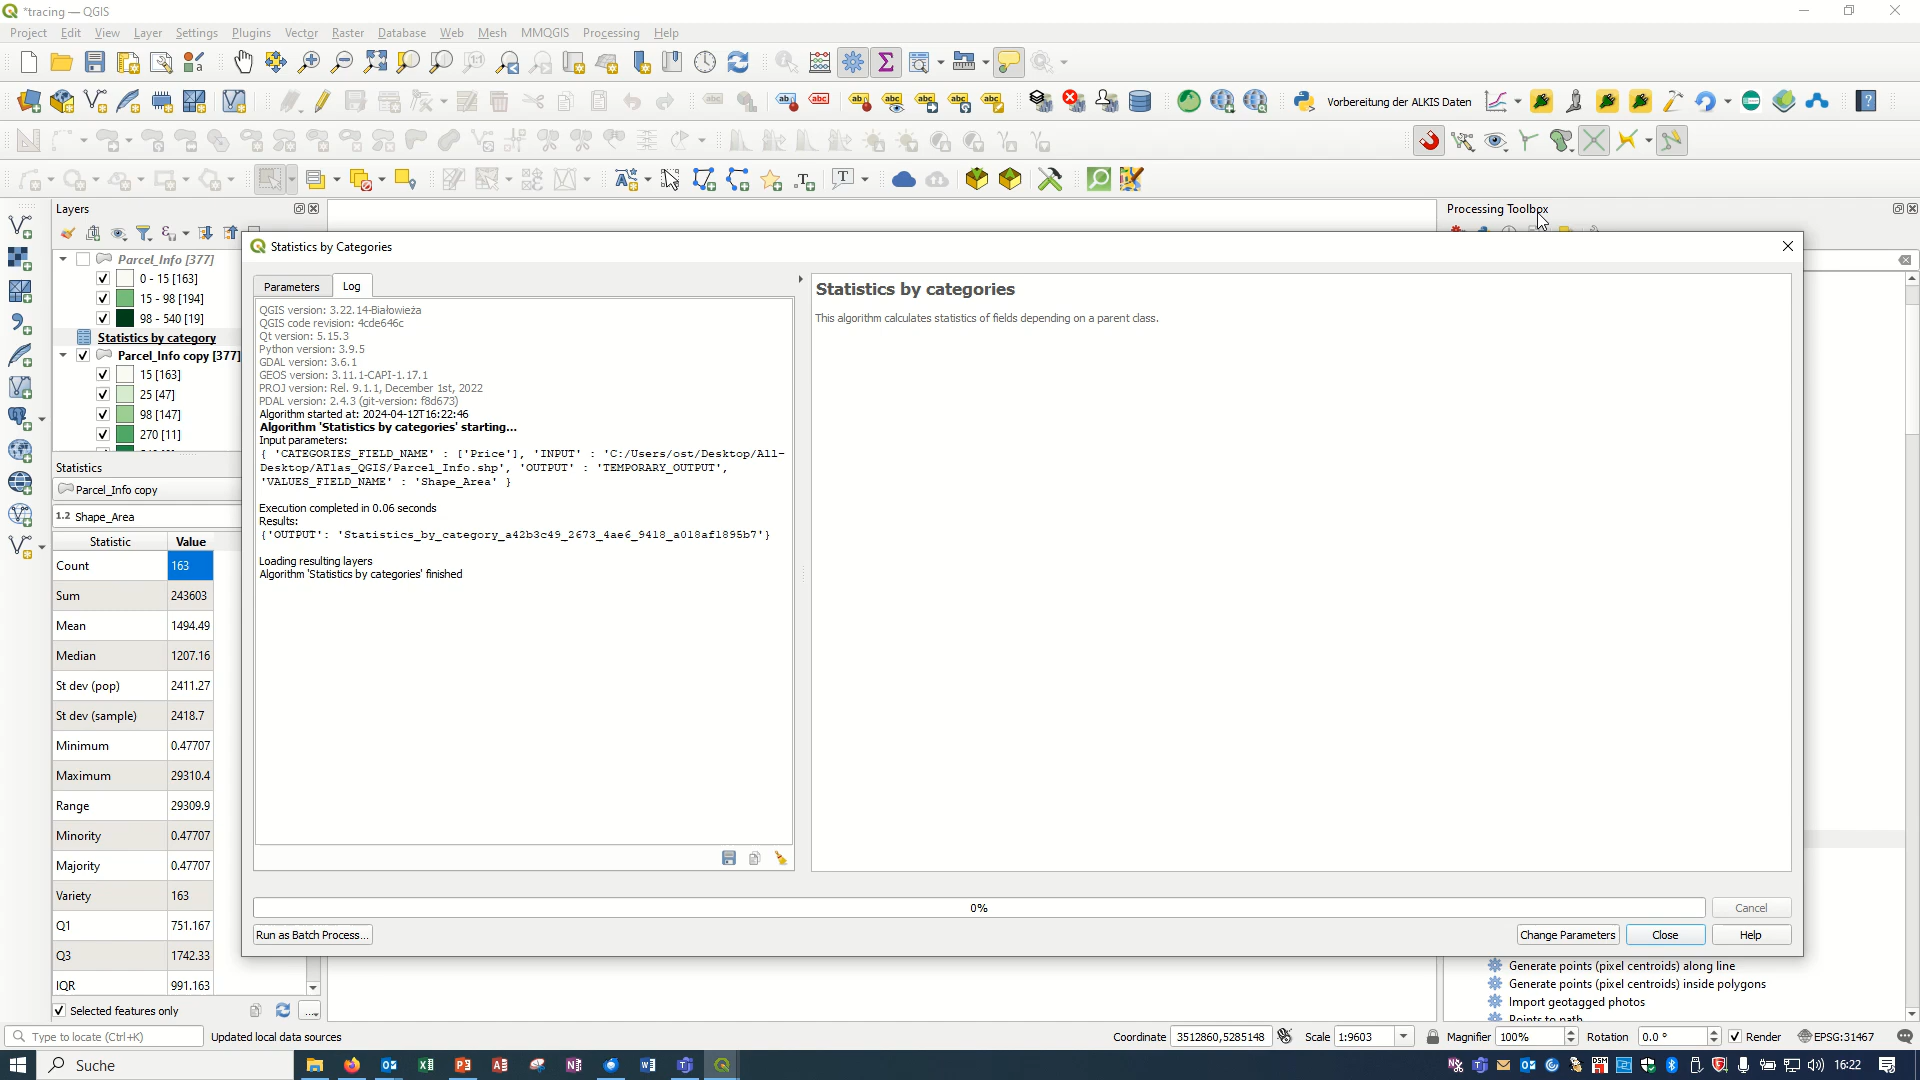 *tracing — QGIS
Project Edit View Layer Settings Plugins Vector Raster Database Web Mesh MMQGIS Processing Help
Vorbereitung der ALKIS Daten
Layers
Processing Toolbox
Parcel_Info [377]
0 - 15 [163]
15 - 98 [194]
98 - 540 [19]
Statistics by category
Parcel_Info copy [377]
15 [163]
25 [47]
98 [147]
270 [11]
Statistics
Parcel_Info copy
1.2 Shape_Area
Statistic Value
Count 163
Sum 243603
Mean 1494.49
Median 1207.16
St dev (pop) 2411.27
St dev (sample) 2418.7
Minimum 0.47707
Maximum 29310.4
Range 29309.9
Minority 0.47707
Majority 0.47707
Variety 163
Q1 751.167
Q3 1742.33
IQR 991.163
Selected features only
Statistics by Categories
Parameters Log
QGIS version: 3.22.14-Białowieża
QGIS code revision: 4cde646c
Qt version: 5.15.3
Python version: 3.9.5
GDAL version: 3.6.1
GEOS version: 3.11.1-CAPI-1.17.1
PROJ version: Rel. 9.1.1, December 1st, 2022
PDAL version: 2.4.3 (git-version: f8d673)
Algorithm started at: 2024-04-12T16:22:46
Algorithm 'Statistics by categories' starting...
Input parameters:
{ 'CATEGORIES_FIELD_NAME' : ['Price'], 'INPUT' : 'C:/Users/ost/Desktop/All-
Desktop/ATlas_QGIS/Parcel_Info.shp', 'OUTPUT' : 'TEMPORARY_OUTPUT',
'VALUES_FIELD_NAME' : 'Shape_Area' }
Execution completed in 0.06 seconds
Results:
{'OUTPUT': 'Statistics_by_category_a42b3c49_2673_4ae6_9418_a018af1895b7'}
Loading resulting layers
Algorithm 'Statistics by categories' finished
Statistics by categories
This algorithm calculates statistics of fields depending on a parent class.
0%
Cancel
Run as Batch Process...
Change Parameters Close Help
Generate points (pixel centroids) along line
Generate points (pixel centroids) inside polygons
Import geotagged photos
Points to path
Type to locate (Ctrl+K) Updated local data sources Coordinate 3512860,5285148 Scale 1:9603 Magnifier 100% Rotation 0.0 ° Render EPSG:31467
Suche
16:22